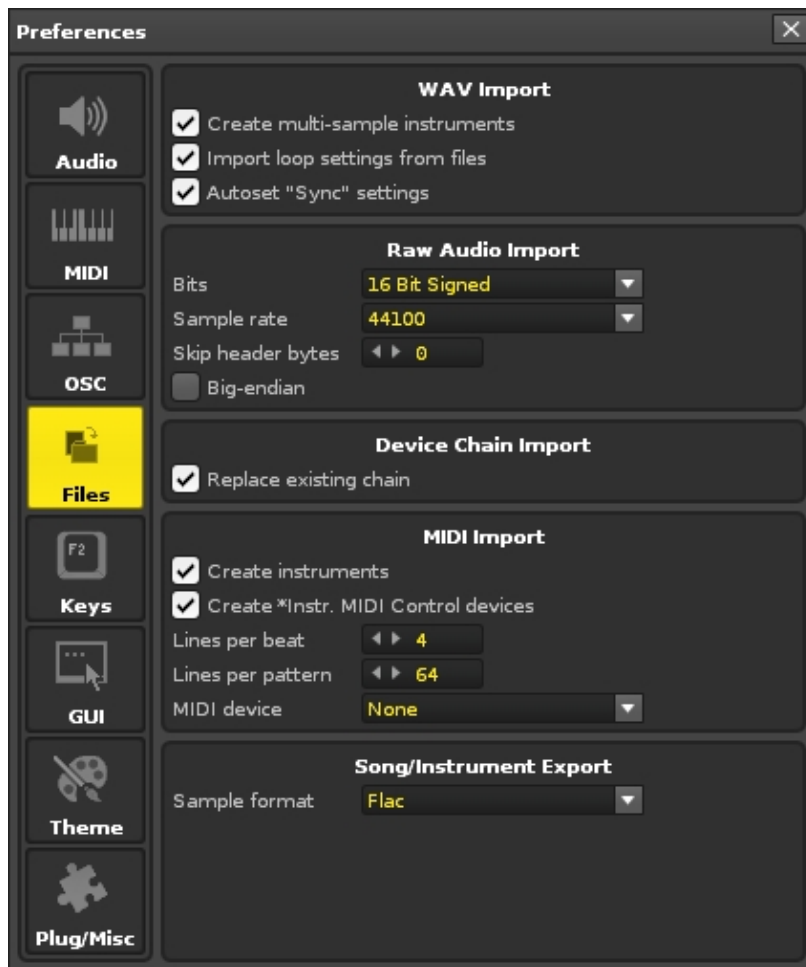 Preferences
Audio
MIDI
OSC
Files
F2
Keys
GUI
Theme
Plug/Misc
WAV Import
Create multi-sample instruments
Import loop settings from files
Autoset "Sync" settings
Raw Audio Import
Bits 16 Bit Signed
Sample rate 44100
Skip header bytes 0
Big-endian
Device Chain Import
Replace existing chain
MIDI Import
Create instruments
Create *Instr. MIDI Control devices
Lines per beat 4
Lines per pattern 64
MIDI device None
Song/Instrument Export
Sample format Flac